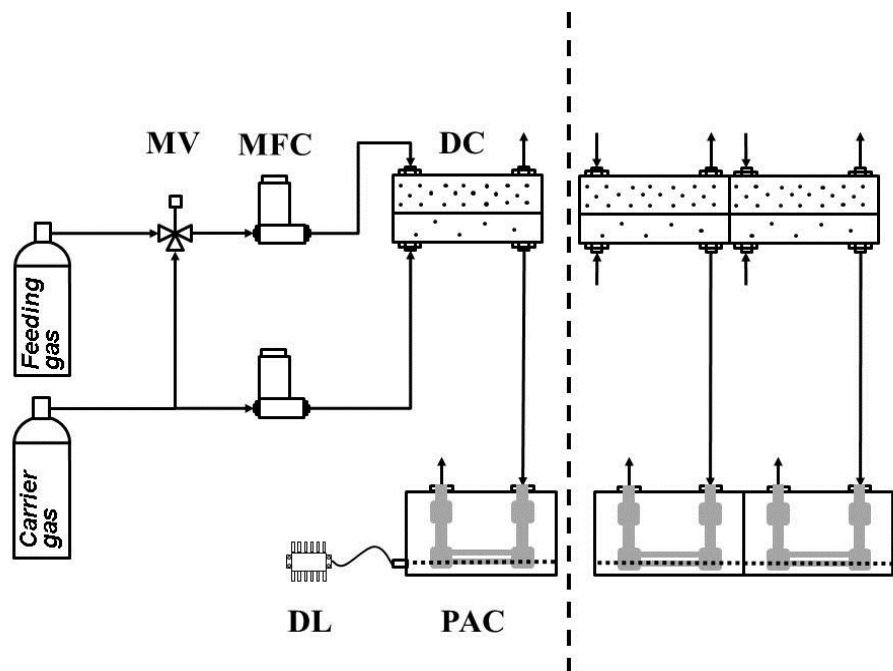 MV
MFC
DC
Feeding
gas
Carrier
gas
DL
PAC